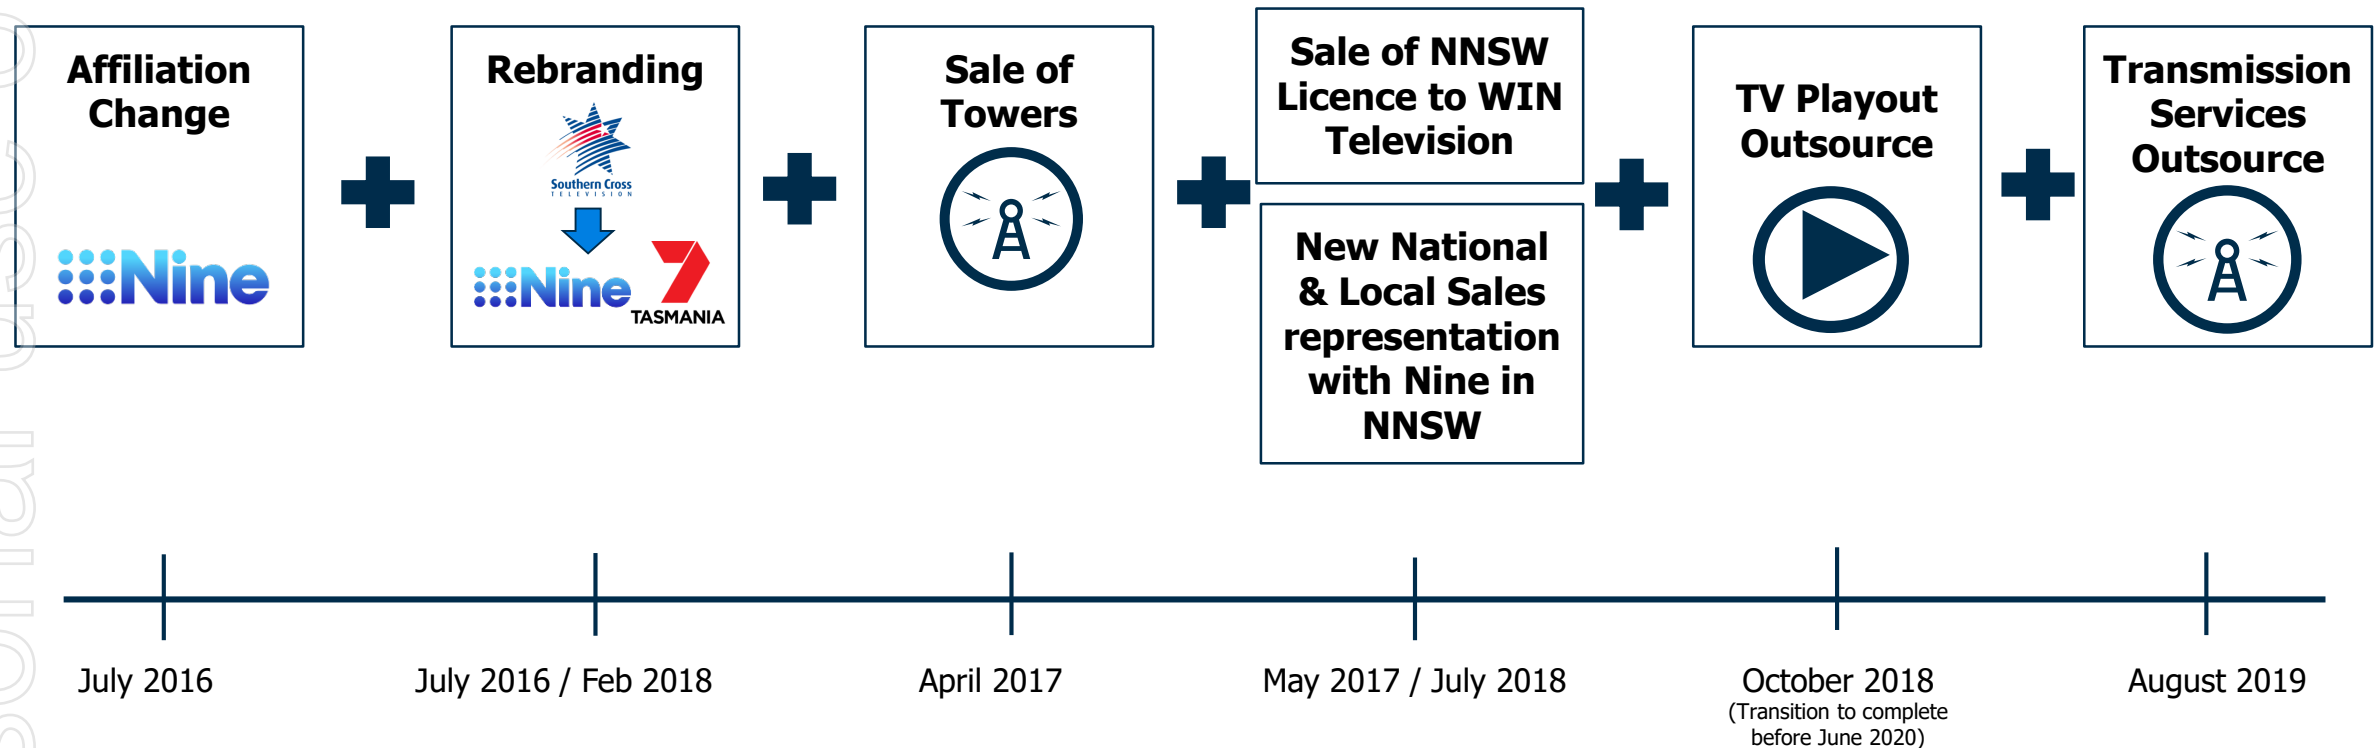 Affiliation
Change
Nine
Rebranding
Southern Cross
TELEVISION
Nine
7
TASMANIA
Sale of
Towers
Sale of NNSW
Licence to WIN
Television
New National
& Local Sales
representation
with Nine in
NNSW
TV Playout
Outsource
Transmission
Services
Outsource
July 2016
July 2016 / Feb 2018
April 2017
May 2017 / July 2018
October 2018
(Transition to complete
before June 2020)
August 2019